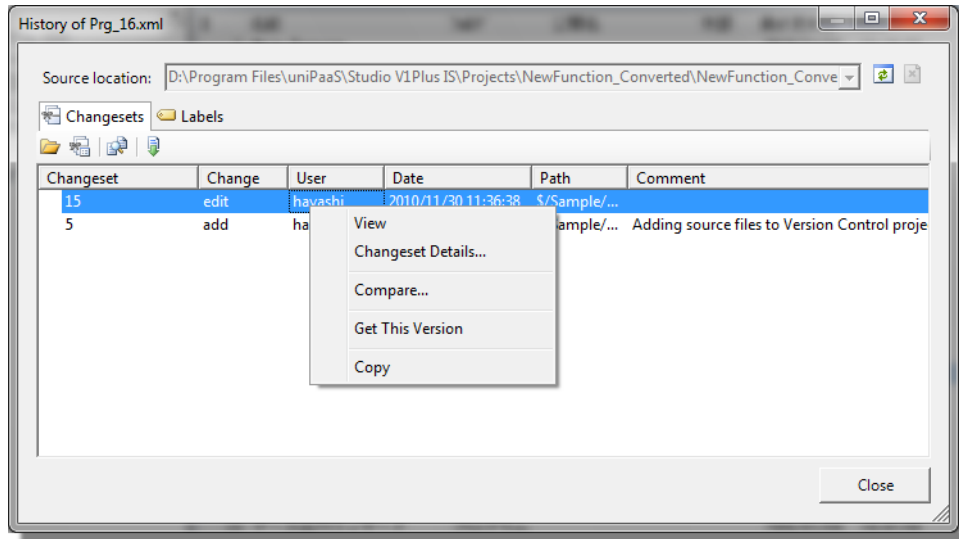 History of Prg_16.xml
Source location: D:\Program Files\uniPaaS\Studio V1Plus IS\Projects\NewFunction_Converted\NewFunction_Conve
Changesets Labels
Changeset Change User Date Path Comment
15 edit hayashi 2010/11/30 11:36:38 $/Sample/...
5 add ha ample/... Adding source files to Version Control proje
View
Changeset Details...
Compare...
Get This Version
Copy
Close